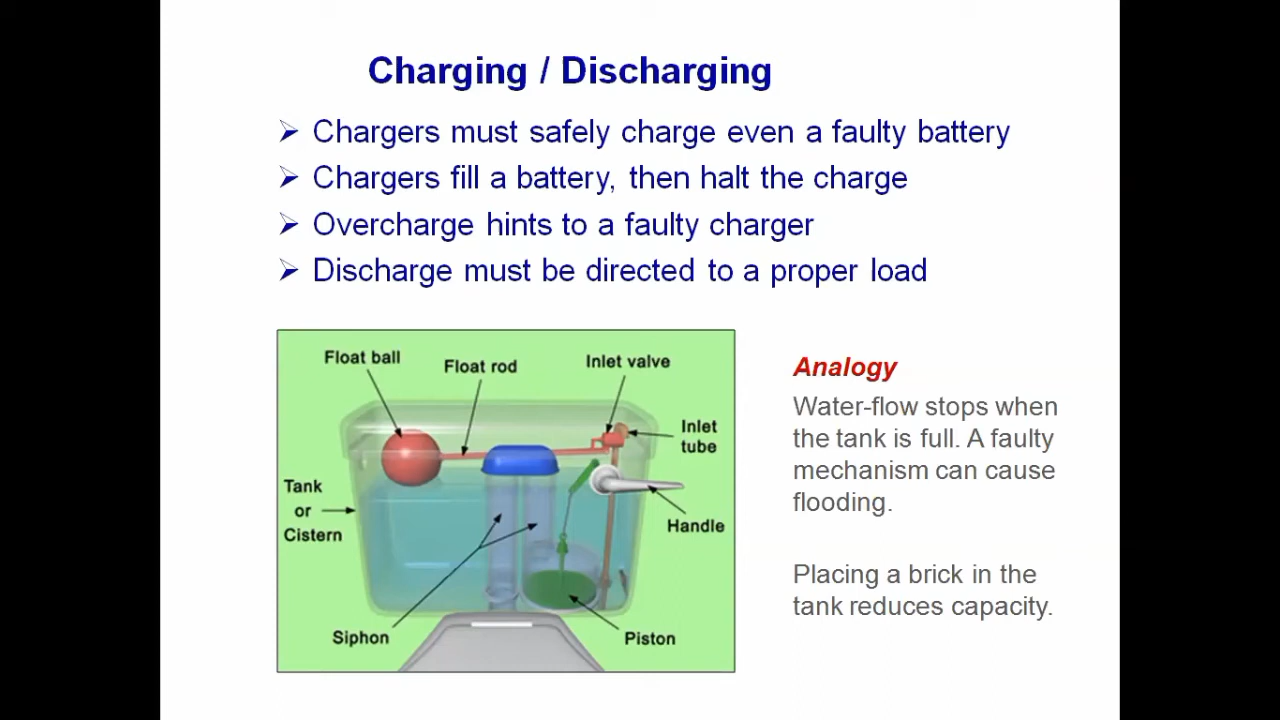 Charging / Discharging
➢ Chargers must safely charge even a faulty battery
➢ Chargers fill a battery, then halt the charge
➢ Overcharge hints to a faulty charger
➢ Discharge must be directed to a proper load
Float ball
Float rod
Inlet valve
Inlet
tube
Tank
or
Cistern
Handle
Siphon
Piston
Analogy
Water-flow stops when
the tank is full. A faulty
mechanism can cause
flooding.
Placing a brick in the
tank reduces capacity.